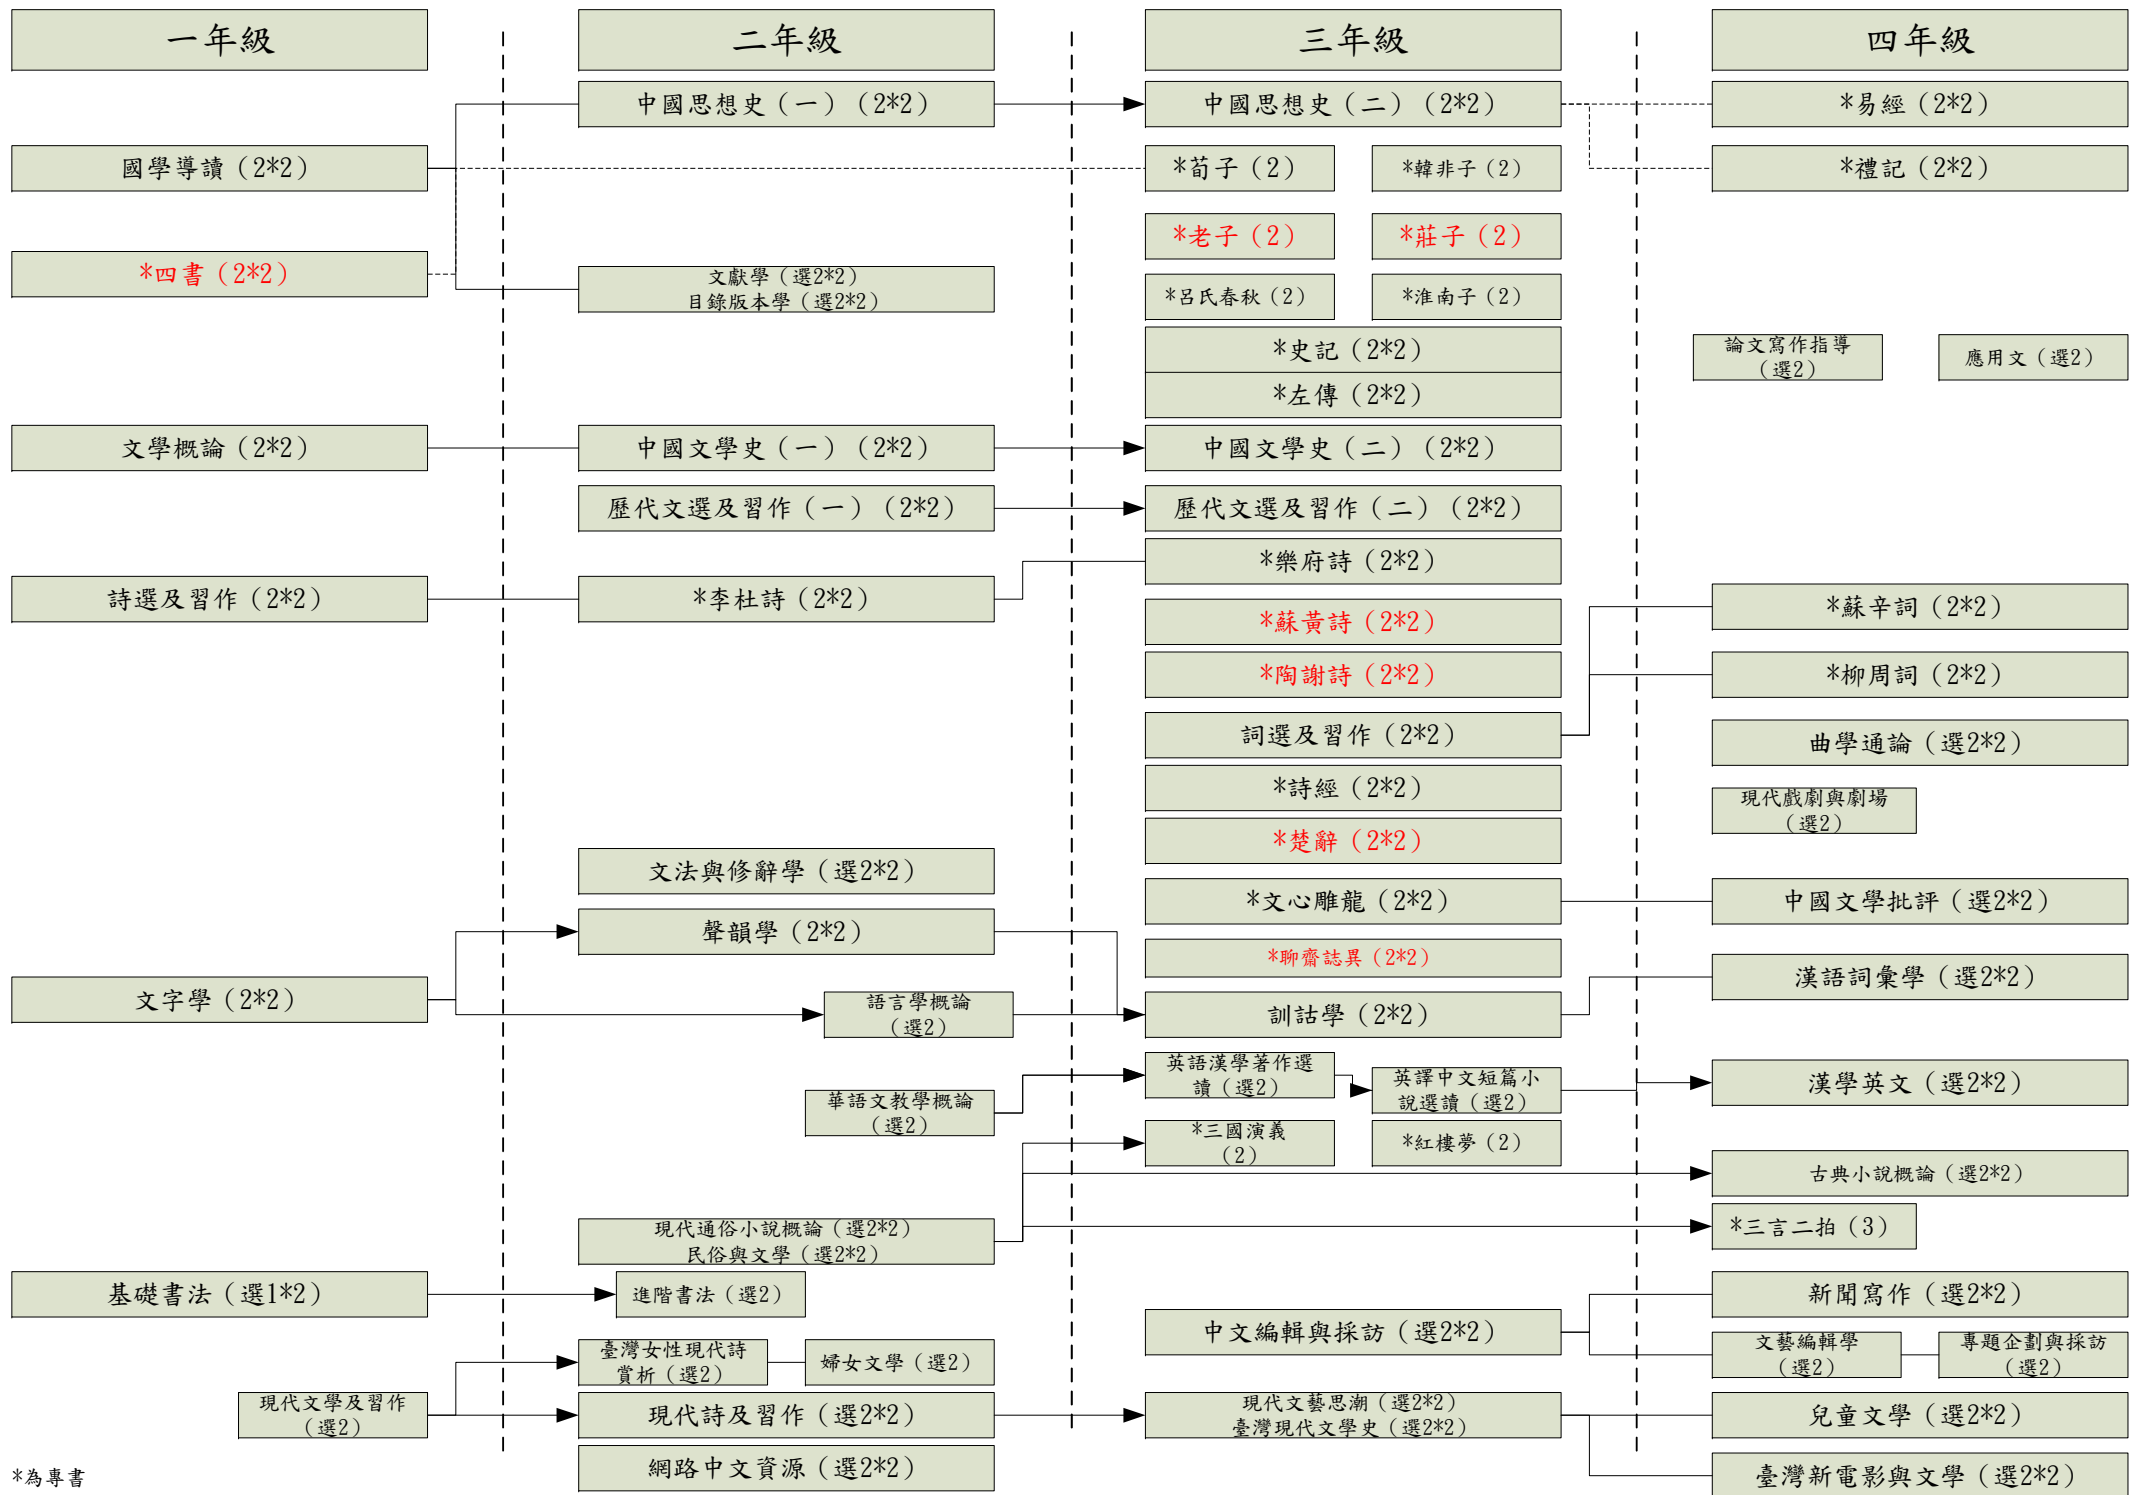 一年級
國學導讀（2*2）
*四書（2*2）
文學概論（2*2）
詩選及習作（2*2）
文字學（2*2）
基礎書法（選1*2）
現代文學及習作
（選2）
*為專書
二年級
中國思想史（一）（2*2）
文獻學（選2*2）
目錄版本學（選2*2）
中國文學史（一）（2*2）
歷代文選及習作（一）（2*2）
*李杜詩（2*2）
文法與修辭學（選2*2）
聲韻學（2*2）
語言學概論
（選2）
華語文教學概論
（選2）
現代通俗小說概論（選2*2）
民俗與文學（選2*2）
進階書法（選2）
臺灣女性現代詩
賞析（選2）
婦女文學（選2）
現代詩及習作（選2*2）
網路中文資源（選2*2）
三年級
中國思想史（二）（2*2）
*荀子（2）
*韓非子（2）
*老子（2）
*莊子（2）
*呂氏春秋（2）
*淮南子（2）
*史記（2*2）
*左傳（2*2）
中國文學史（二）（2*2）
歷代文選及習作（二）（2*2）
*樂府詩（2*2）
*蘇黃詩（2*2）
*陶謝詩（2*2）
詞選及習作（2*2）
*詩經（2*2）
*楚辭（2*2）
*文心雕龍（2*2）
*聊齋誌異（2*2）
訓詁學（2*2）
英語漢學著作選
讀（選2）
英譯中文短篇小
說選讀（選2）
*三國演義
（2）
*紅樓夢（2）
中文編輯與採訪（選2*2）
現代文藝思潮（選2*2）
臺灣現代文學史（選2*2）
四年級
*易經（2*2）
*禮記（2*2）
論文寫作指導
（選2）
應用文（選2）
*蘇辛詞（2*2）
*柳周詞（2*2）
曲學通論（選2*2）
現代戲劇與劇場
（選2）
中國文學批評（選2*2）
漢語詞彙學（選2*2）
漢學英文（選2*2）
古典小說概論（選2*2）
*三言二拍（3）
新聞寫作（選2*2）
文藝編輯學
（選2）
專題企劃與採訪
（選2）
兒童文學（選2*2）
臺灣新電影與文學（選2*2）